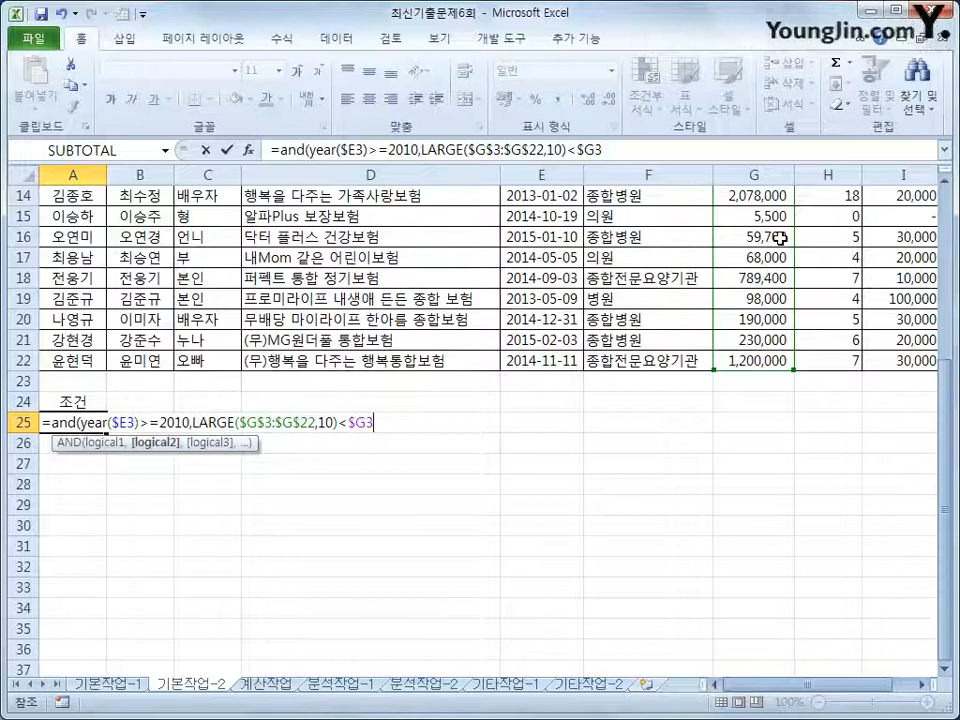 최신기출문제6회 - Microsoft Excel
YoungJin.com Y.
파일 홈 삽입 페이지 레이아웃 수식 데이터 검토 보기 개발 도구 추가 기능
붙여넣기 11 가 가 가 가 가 일반 % , 조건부 서식 표 서식 셀 스타일 삽입 삭제 서식 Σ 정렬 및 필터 찾기 및 선택
클립보드 글꼴 맞춤 표시 형식 스타일 셀 편집
SUBTOTAL fx =and(year($E3)>=2010,LARGE($G$3:$G$22,10)<$G3
A B C D E F G H I
14 김종호 최수정 배우자 행복을 다주는 가족사랑보험 2013-01-02 종합병원 2,078,000 18 20,000
15 이승하 이승주 형 알파Plus 보장보험 2014-10-19 의원 5,500 0 -
16 오연미 오연경 언니 닥터 플러스 건강보험 2015-01-10 종합병원 5 30,000
17 최용남 최승연 부 내Mom 같은 어린이보험 2014-05-05 의원 68,000 4 20,000
18 전웅기 전웅기 본인 퍼펙트 통합 정기보험 2014-09-03 종합전문요양기관 789,400 7 10,000
19 김준규 김준규 본인 프로미라이프 내생애 든든 종합 보험 2013-05-09 병원 98,000 4 100,000
20 나영규 이미자 배우자 무배당 마이라이프 한아름 종합보험 2014-12-31 병원 190,000 5 30,000
21 강현경 강준수 누나 (무)MG원더풀 통합보험 2015-02-03 종합병원 230,000 6 20,000
22 윤현덕 윤미연 오빠 (무)행복을 다주는 행복통합보험 2014-11-11 종합전문요양기관 1,200,000 7 30,000
23
24 조건
25 =and(year($E3)>=2010,LARGE($G$3:$G$22,10)<$G3
26 AND(logical1, [logical2], [logical3], ...)
27
28
29
30
31
32
33
34
35
36
37
기본작업-1 기본작업-2 계산작업 분석작업-1 분석작업-2 기타작업-1 기타작업-2
참조 100%